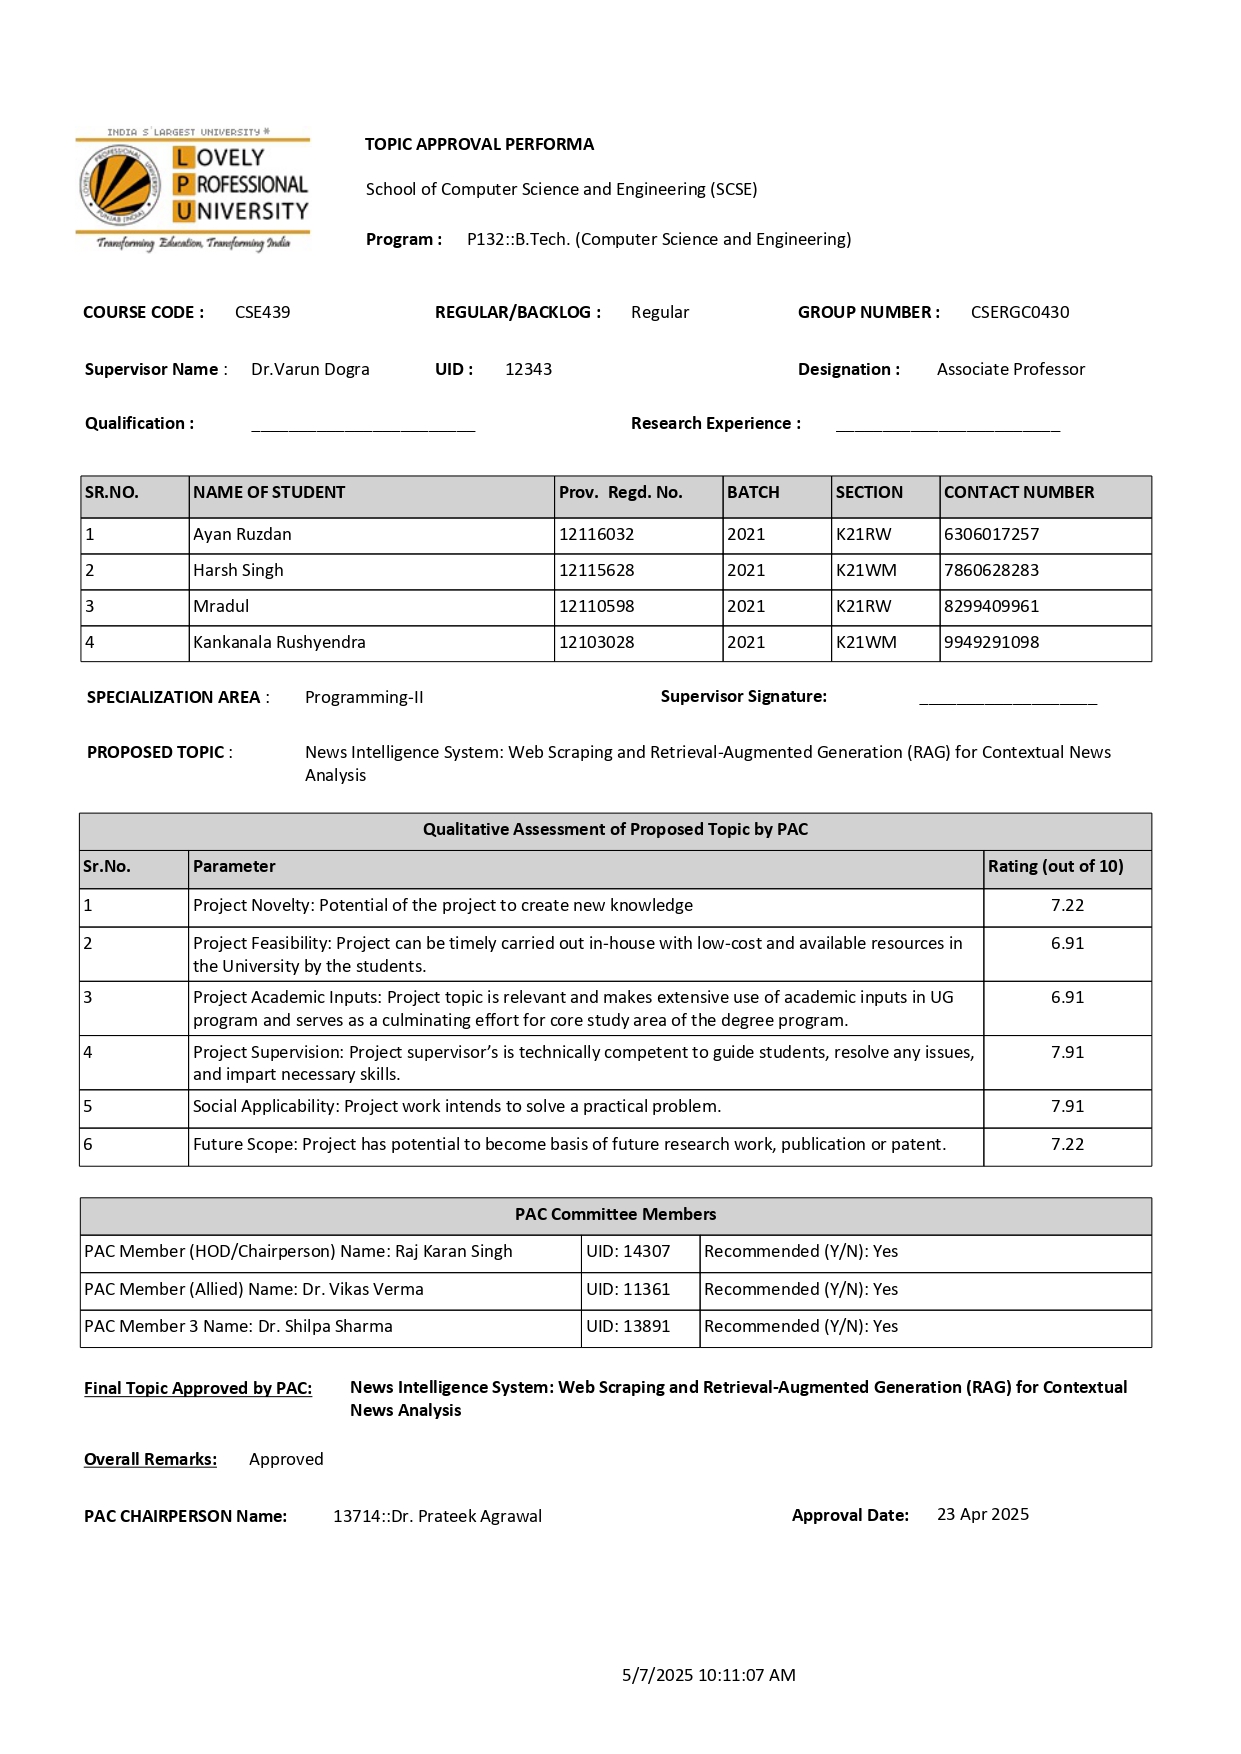 INDIA S'LARGEST UNIVERSITY *
LOVELY
PROFESSIONAL
UNIVERSITY
Transforming Education, Transforming India
TOPIC APPROVAL PERFORMA
School of Computer Science and Engineering (SCSE)
Program : P132::B.Tech. (Computer Science and Engineering)
COURSE CODE : CSE439 REGULAR/BACKLOG : Regular GROUP NUMBER : CSERGC0430
Supervisor Name : Dr.Varun Dogra UID : 12343 Designation : Associate Professor
Qualification : ________________________ Research Experience : ________________________
SR.NO. NAME OF STUDENT Prov. Regd. No. BATCH SECTION CONTACT NUMBER
1 Ayan Ruzdan 12116032 2021 K21RW 6306017257
2 Harsh Singh 12115628 2021 K21WM 7860628283
3 Mradul 12110598 2021 K21RW 8299409961
4 Kankanala Rushyendra 12103028 2021 K21WM 9949291098
SPECIALIZATION AREA : Programming-II Supervisor Signature: ___________________
PROPOSED TOPIC : News Intelligence System: Web Scraping and Retrieval-Augmented Generation (RAG) for Contextual News
Analysis
Qualitative Assessment of Proposed Topic by PAC
Sr.No. Parameter Rating (out of 10)
1 Project Novelty: Potential of the project to create new knowledge 7.22
2 Project Feasibility: Project can be timely carried out in-house with low-cost and available resources in 6.91
the University by the students.
3 Project Academic Inputs: Project topic is relevant and makes extensive use of academic inputs in UG 6.91
program and serves as a culminating effort for core study area of the degree program.
4 Project Supervision: Project supervisor’s is technically competent to guide students, resolve any issues, 7.91
and impart necessary skills.
5 Social Applicability: Project work intends to solve a practical problem. 7.91
6 Future Scope: Project has potential to become basis of future research work, publication or patent. 7.22
PAC Committee Members
PAC Member (HOD/Chairperson) Name: Raj Karan Singh UID: 14307 Recommended (Y/N): Yes
PAC Member (Allied) Name: Dr. Vikas Verma UID: 11361 Recommended (Y/N): Yes
PAC Member 3 Name: Dr. Shilpa Sharma UID: 13891 Recommended (Y/N): Yes
Final Topic Approved by PAC: News Intelligence System: Web Scraping and Retrieval-Augmented Generation (RAG) for Contextual
News Analysis
Overall Remarks: Approved
PAC CHAIRPERSON Name: 13714::Dr. Prateek Agrawal Approval Date: 23 Apr 2025
5/7/2025 10:11:07 AM